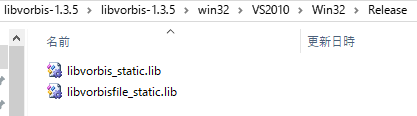 libvorbis-1.3.5 > libvorbis-1.3.5 > win32 > VS2010 > Win32 > Release
名前 更新日時
libvorbis_static.lib
libvorbisfile_static.lib